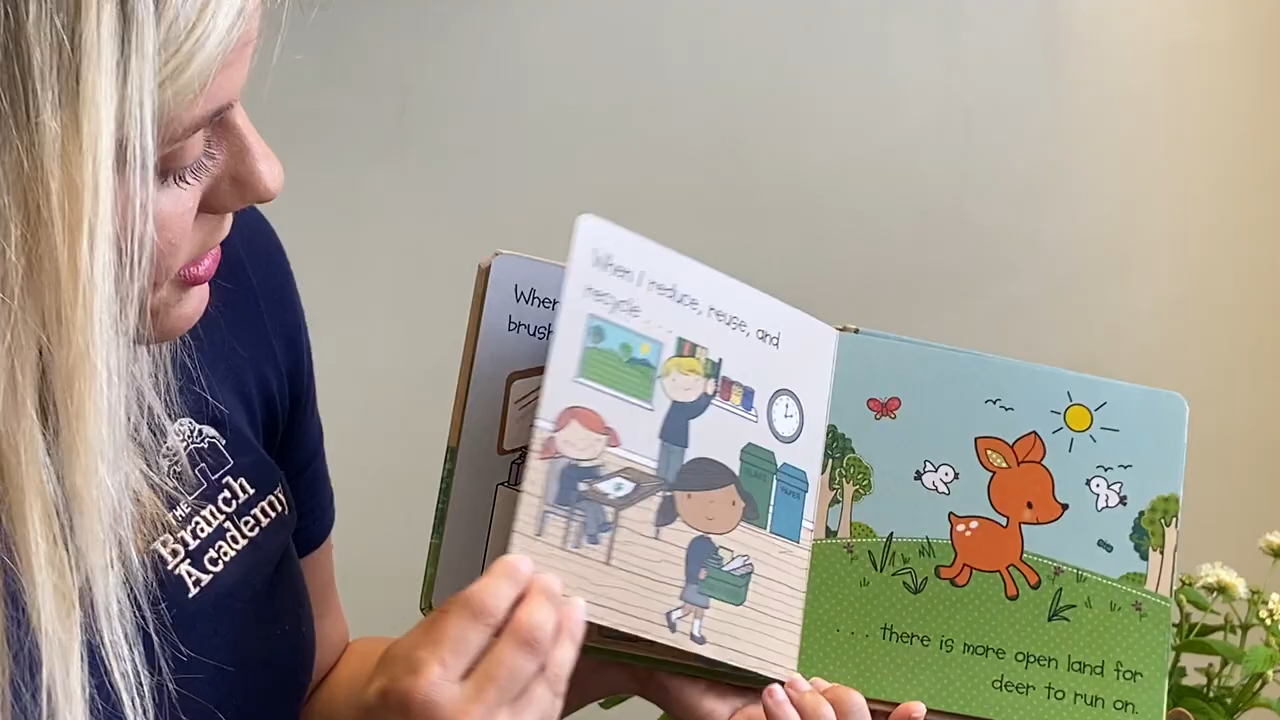 THE
Branch
Academy
When
brush
When I reduce, reuse, and
recycle . . .
PAPER
. . . there is more open land for
deer to run on.